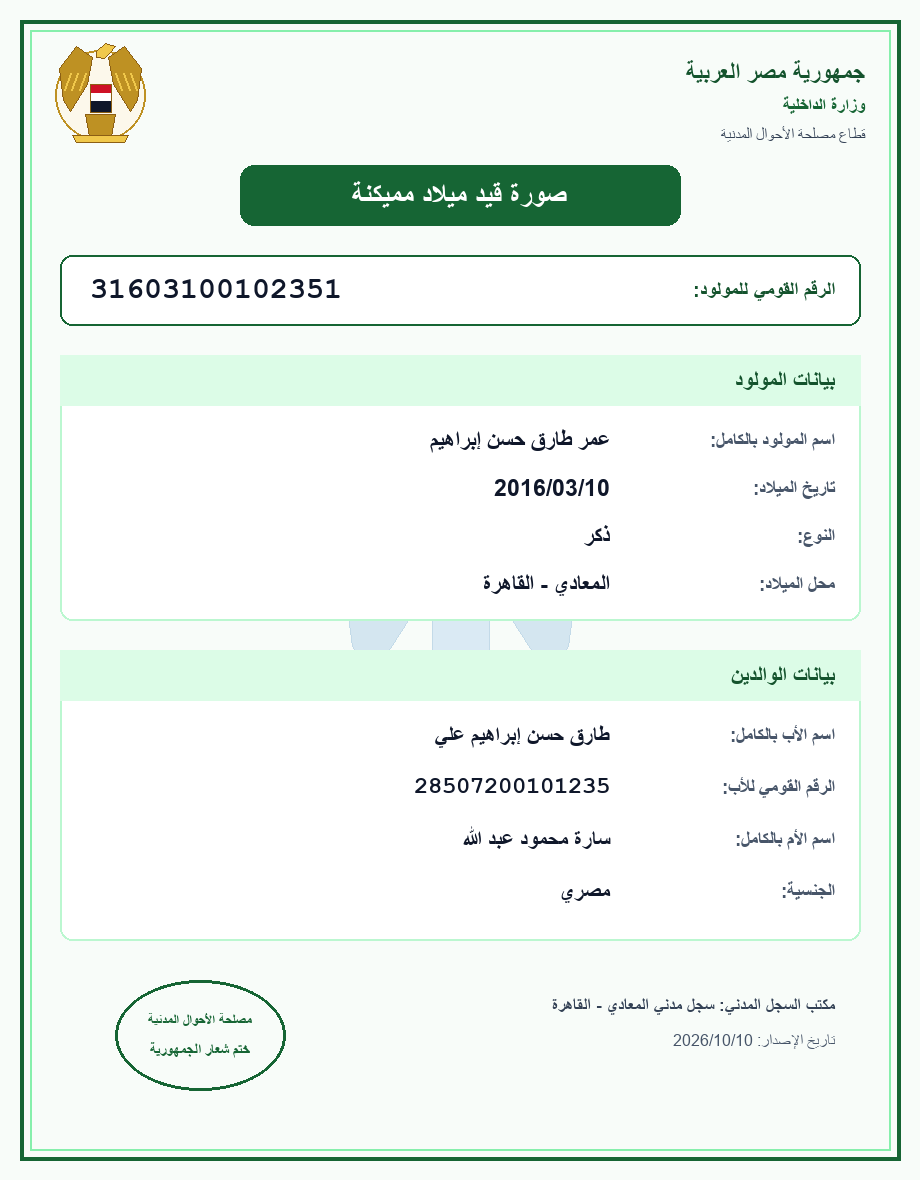 جمهورية مصر العربية
وزارة الداخلية
قطاع مصلحة الأحوال المدنية
صورة قيد ميلاد مميكنة
الرقم القومي للمولود: 31603100102351
بيانات المولود
اسم المولود بالكامل: عمر طارق حسن إبراهيم
تاريخ الميلاد: 2016/03/10
النوع: ذكر
محل الميلاد: المعادي - القاهرة
بيانات الوالدين
اسم الأب بالكامل: طارق حسن إبراهيم علي
الرقم القومي للأب: 28507200101235
اسم الأم بالكامل: سارة محمود عبد الله
الجنسية: مصري
مكتب السجل المدني: سجل مدني المعادي - القاهرة
تاريخ الإصدار: 2026/10/10
مصلحة الأحوال المدنية
ختم شعار الجمهورية